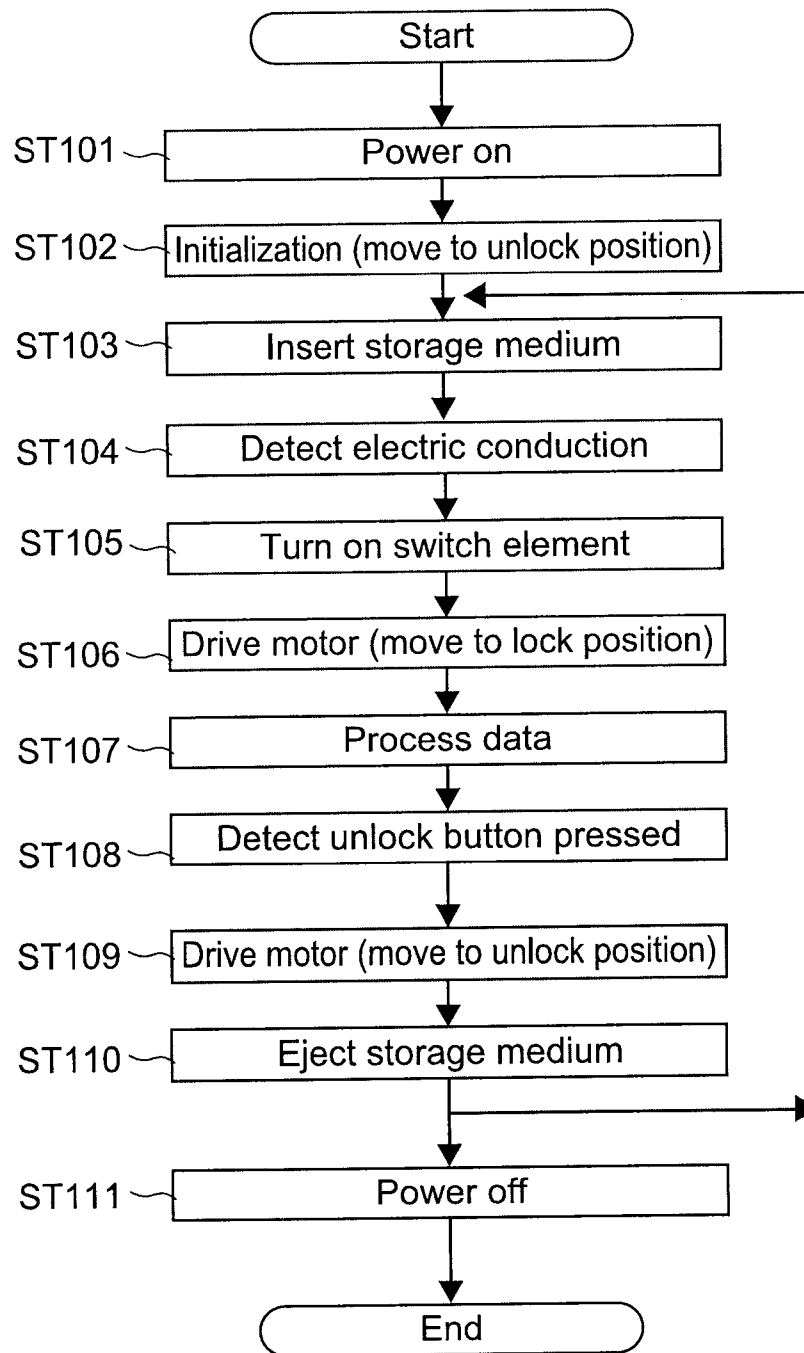 Start
ST101
Power on
ST102
Initialization (move to unlock position)
ST103
Insert storage medium
ST104
Detect electric conduction
ST105
Turn on switch element
ST106
Drive motor (move to lock position)
ST107
Process data
ST108
Detect unlock button pressed
ST109
Drive motor (move to unlock position)
ST110
Eject storage medium
ST111
Power off
End